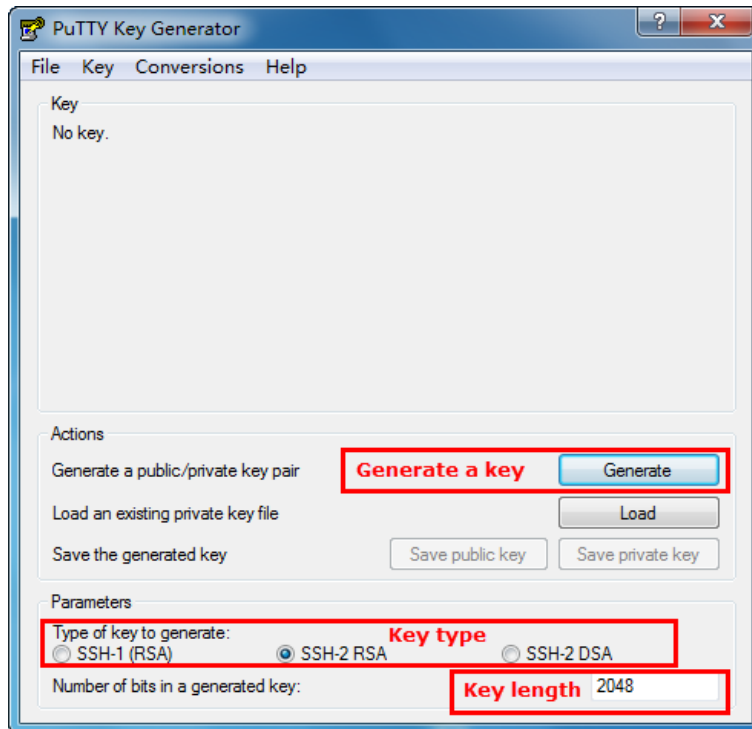 PuTTY Key Generator
? X
File Key Conversions Help
Key
No key.
Actions
Generate a public/private key pair Generate a key Generate
Load an existing private key file Load
Save the generated key Save public key Save private key
Parameters
Type of key to generate: Key type
SSH-1 (RSA) SSH-2 RSA SSH-2 DSA
Number of bits in a generated key: Key length 2048